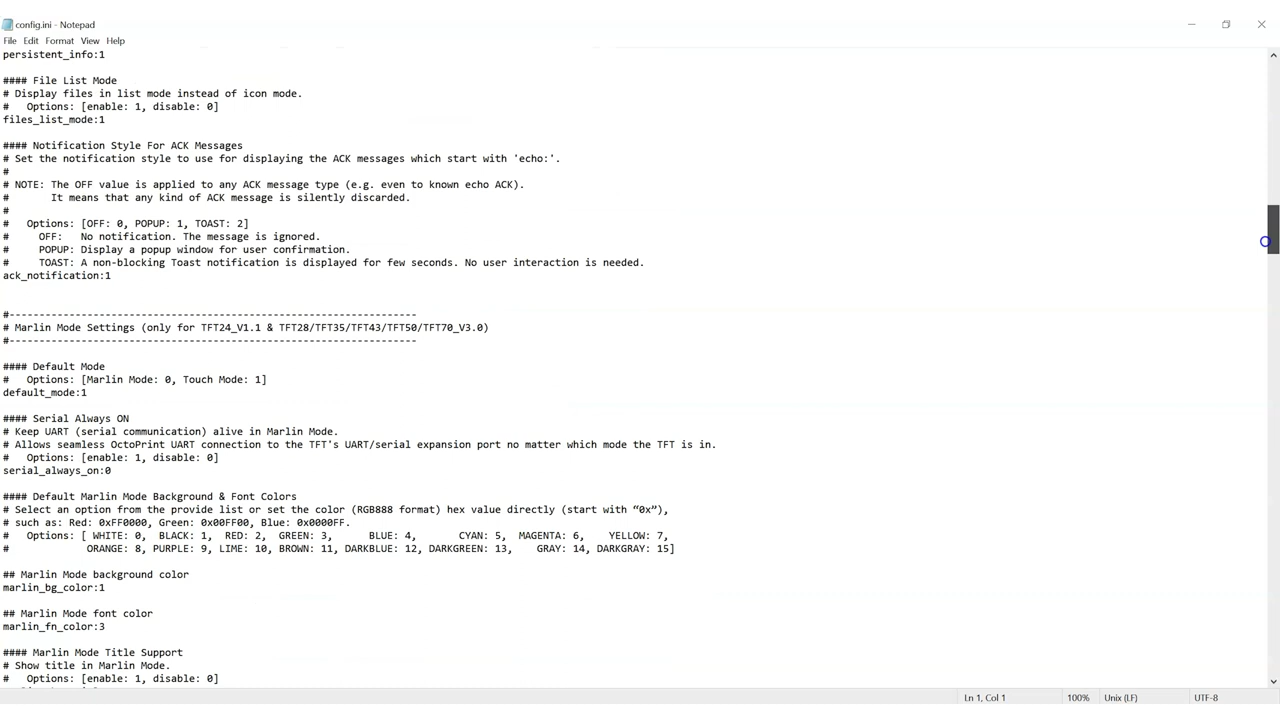 config.ini - Notepad
File Edit Format View Help
persistent_info:1
#### File List Mode
# Display files in list mode instead of icon mode.
#   Options: [enable: 1, disable: 0]
files_list_mode:1
#### Notification Style For ACK Messages
# Set the notification style to use for displaying the ACK messages which start with 'echo:'.
#
# NOTE: The OFF value is applied to any ACK message type (e.g. even to known echo ACK).
#       It means that any kind of ACK message is silently discarded.
#
#   Options: [OFF: 0, POPUP: 1, TOAST: 2]
#     OFF:   No notification. The message is ignored.
#     POPUP: Display a popup window for user confirmation.
#     TOAST: A non-blocking Toast notification is displayed for few seconds. No user interaction is needed.
ack_notification:1
#---------------------------------------------------------------
# Marlin Mode Settings (only for TFT24_V1.1 & TFT28/TFT35/TFT43/TFT50/TFT70_V3.0)
#---------------------------------------------------------------
#### Default Mode
#   Options: [Marlin Mode: 0, Touch Mode: 1]
default_mode:1
#### Serial Always ON
# Keep UART (serial communication) alive in Marlin Mode.
# Allows seamless OctoPrint UART connection to the TFT's UART/serial expansion port no matter which mode the TFT is in.
#   Options: [enable: 1, disable: 0]
serial_always_on:0
#### Default Marlin Mode Background & Font Colors
# Select an option from the provide list or set the color (RGB888 format) hex value directly (start with “0x”),
# such as: Red: 0xFF0000, Green: 0x00FF00, Blue: 0x0000FF.
#   Options: [ WHITE: 0,  BLACK: 1,  RED: 2,  GREEN: 3,      BLUE: 4,       CYAN: 5,  MAGENTA: 6,    YELLOW: 7,
#             ORANGE: 8, PURPLE: 9, LIME: 10, BROWN: 11, DARKBLUE: 12, DARKGREEN: 13,    GRAY: 14, DARKGRAY: 15]
## Marlin Mode background color
marlin_bg_color:1
## Marlin Mode font color
marlin_fn_color:3
#### Marlin Mode Title Support
# Show title in Marlin Mode.
#   Options: [enable: 1, disable: 0]
Ln 1, Col 1
100%
Unix (LF)
UTF-8